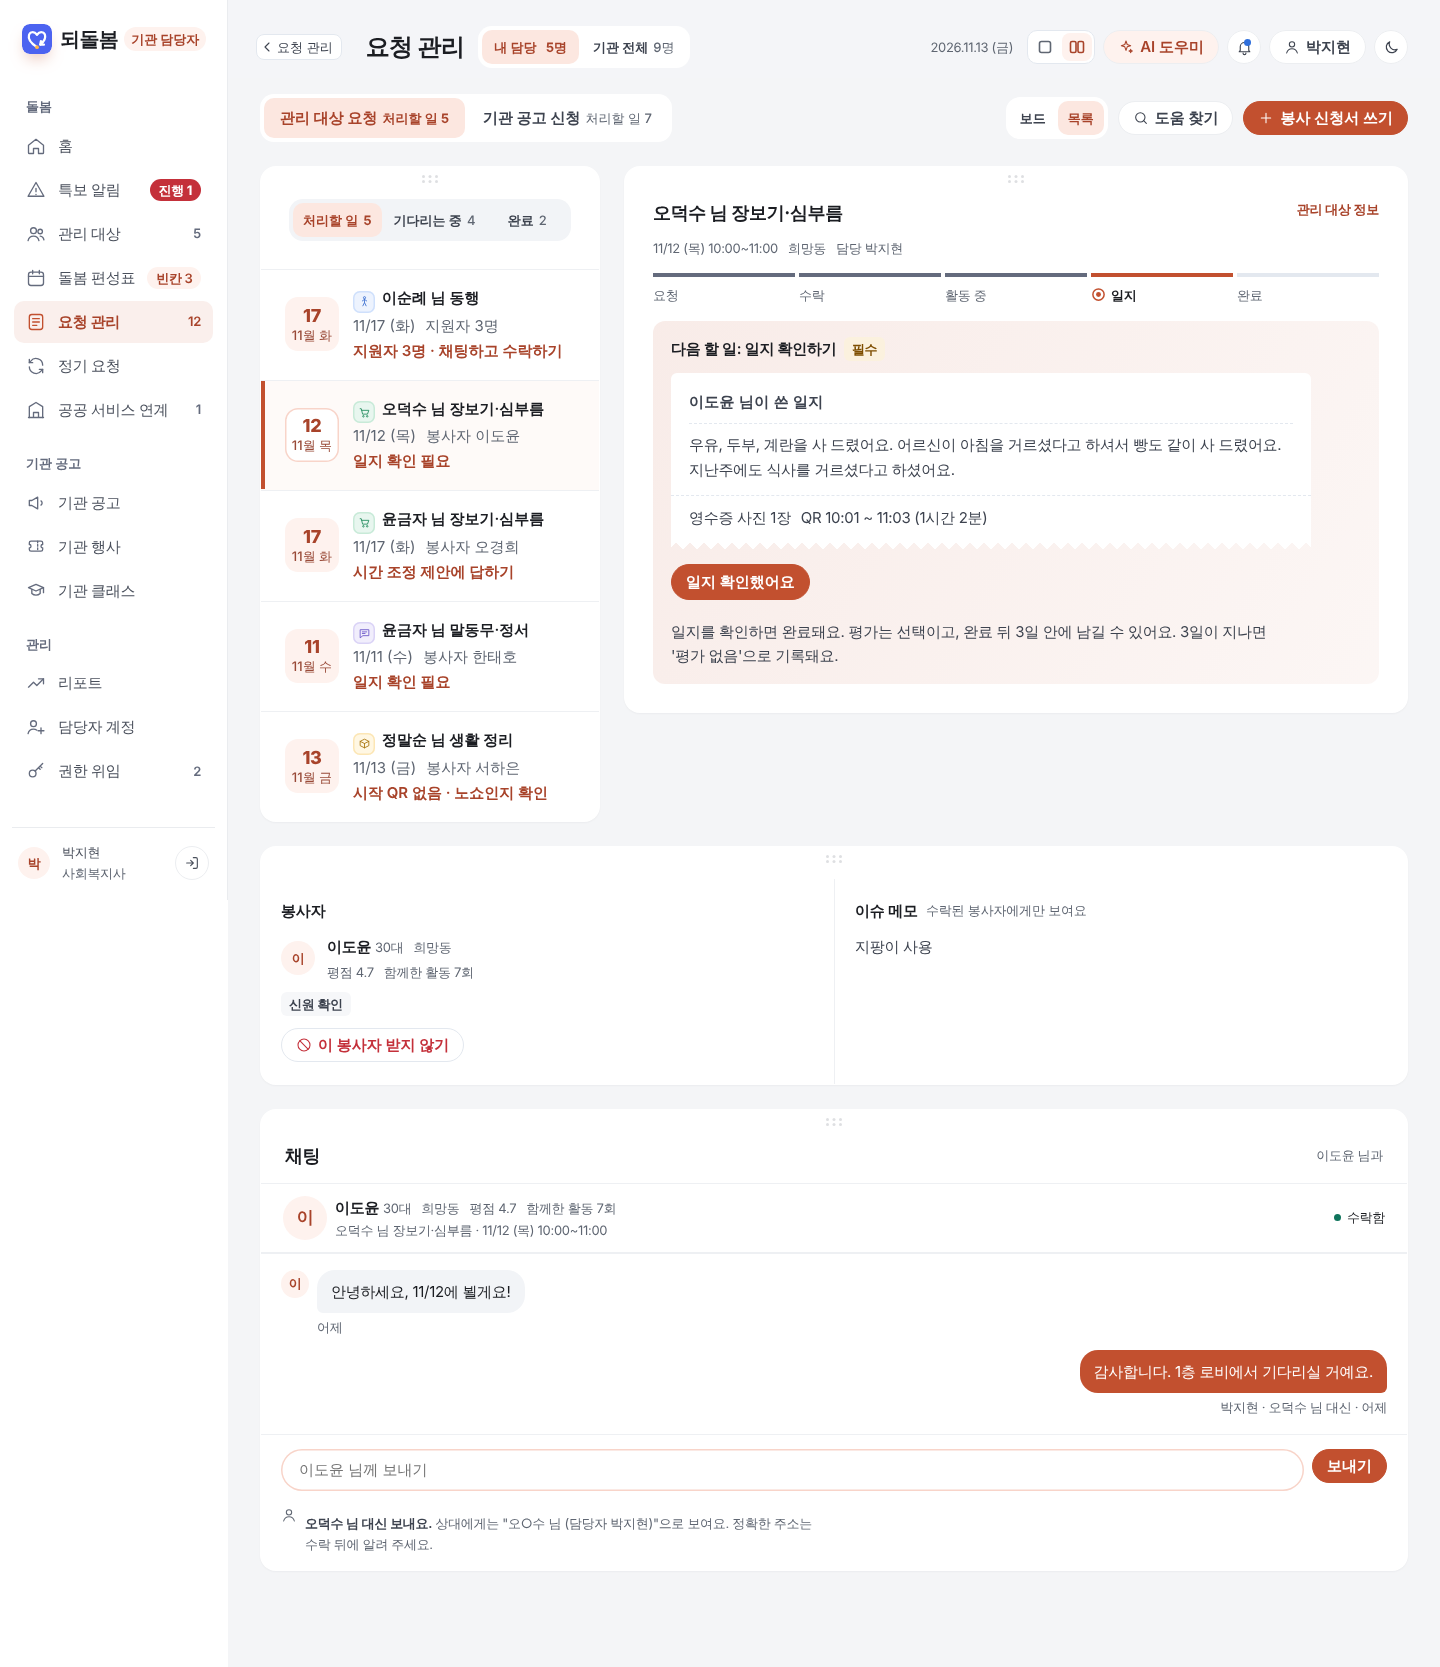 되돌봄 기관 담당자
돌봄
홈
특보 알림 진행 1
관리 대상 5
돌봄 편성표 빈칸 3
요청 관리 12
정기 요청
공공 서비스 연계 1
기관 공고
기관 공고
기관 행사
기관 클래스
관리
리포트
담당자 계정
권한 위임 2
박 박지현
사회복지사
요청 관리 요청 관리 내 담당 5명 기관 전체 9명 2026.11.13 (금) AI 도우미 박지현
관리 대상 요청 처리할 일 5 기관 공고 신청 처리할 일 7 보드 목록 도움 찾기 봉사 신청서 쓰기
처리할 일 5 기다리는 중 4 완료 2
17 11월 화
이순례 님 동행
11/17 (화) 지원자 3명
지원자 3명 · 채팅하고 수락하기
12 11월 목
오덕수 님 장보기·심부름
11/12 (목) 봉사자 이도윤
일지 확인 필요
17 11월 화
윤금자 님 장보기·심부름
11/17 (화) 봉사자 오경희
시간 조정 제안에 답하기
11 11월 수
윤금자 님 말동무·정서
11/11 (수) 봉사자 한태호
일지 확인 필요
13 11월 금
정말순 님 생활 정리
11/13 (금) 봉사자 서하은
시작 QR 없음 · 노쇼인지 확인
오덕수 님 장보기·심부름 관리 대상 정보
11/12 (목) 10:00~11:00 희망동 담당 박지현
요청 수락 활동 중 일지 완료
다음 할 일: 일지 확인하기 필수
이도윤 님이 쓴 일지
우유, 두부, 계란을 사 드렸어요. 어르신이 아침을 거르셨다고 하셔서 빵도 같이 사 드렸어요.
지난주에도 식사를 거르셨다고 하셨어요.
영수증 사진 1장 QR 10:01 ~ 11:03 (1시간 2분)
일지 확인했어요
일지를 확인하면 완료돼요. 평가는 선택이고, 완료 뒤 3일 안에 남길 수 있어요. 3일이 지나면
'평가 없음'으로 기록돼요.
봉사자
이 이도윤 30대 희망동
평점 4.7 함께한 활동 7회
신원 확인
이 봉사자 받지 않기
이슈 메모 수락된 봉사자에게만 보여요
지팡이 사용
채팅 이도윤 님과
이 이도윤 30대 희망동 평점 4.7 함께한 활동 7회
오덕수 님 장보기·심부름 · 11/12 (목) 10:00~11:00
수락함
이 안녕하세요, 11/12에 뵐게요!
어제
감사합니다. 1층 로비에서 기다리실 거예요.
박지현 · 오덕수 님 대신 · 어제
이도윤 님께 보내기 보내기
오덕수 님 대신 보내요. 상대에게는 "오○수 님 (담당자 박지현)"으로 보여요. 정확한 주소는
수락 뒤에 알려 주세요.